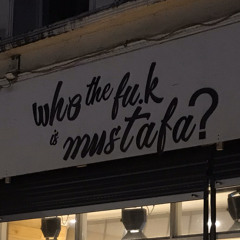 who the fu.k
is mustafa?